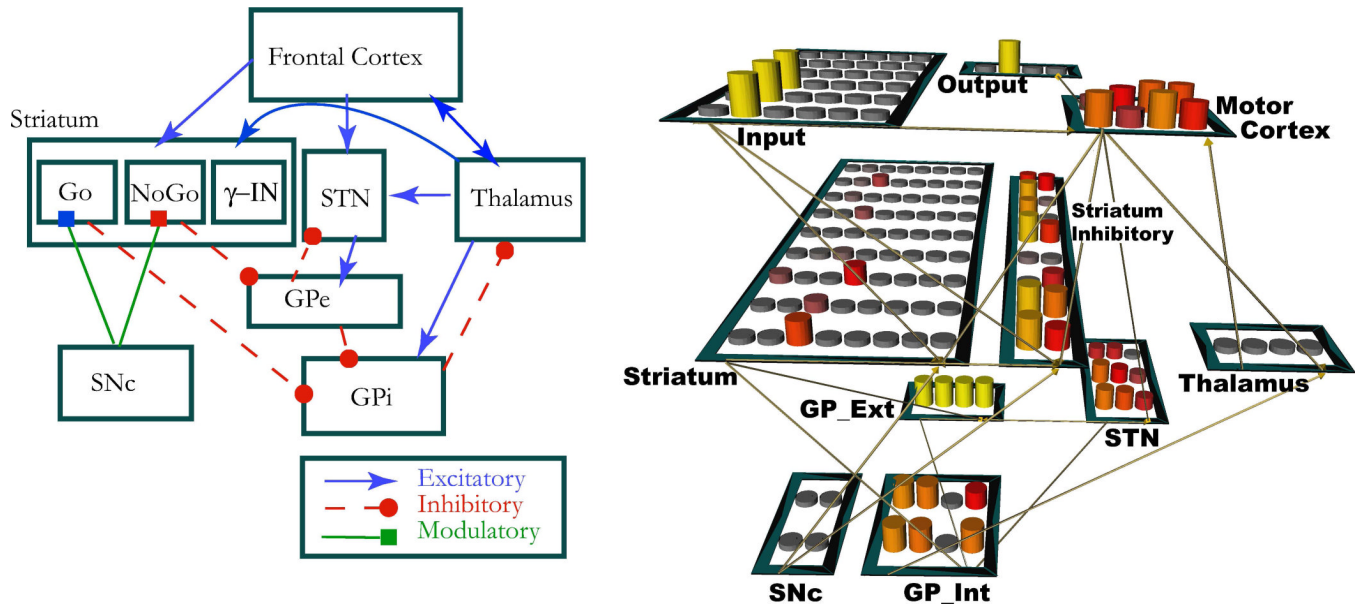 Frontal Cortex
Striatum
Go
NoGo
γ–IN
STN
Thalamus
GPe
SNc
GPi
Excitatory
Inhibitory
Modulatory
Input
Output
Motor
Cortex
Striatum
Inhibitory
Striatum
GP_Ext
STN
Thalamus
SNc
GP_Int